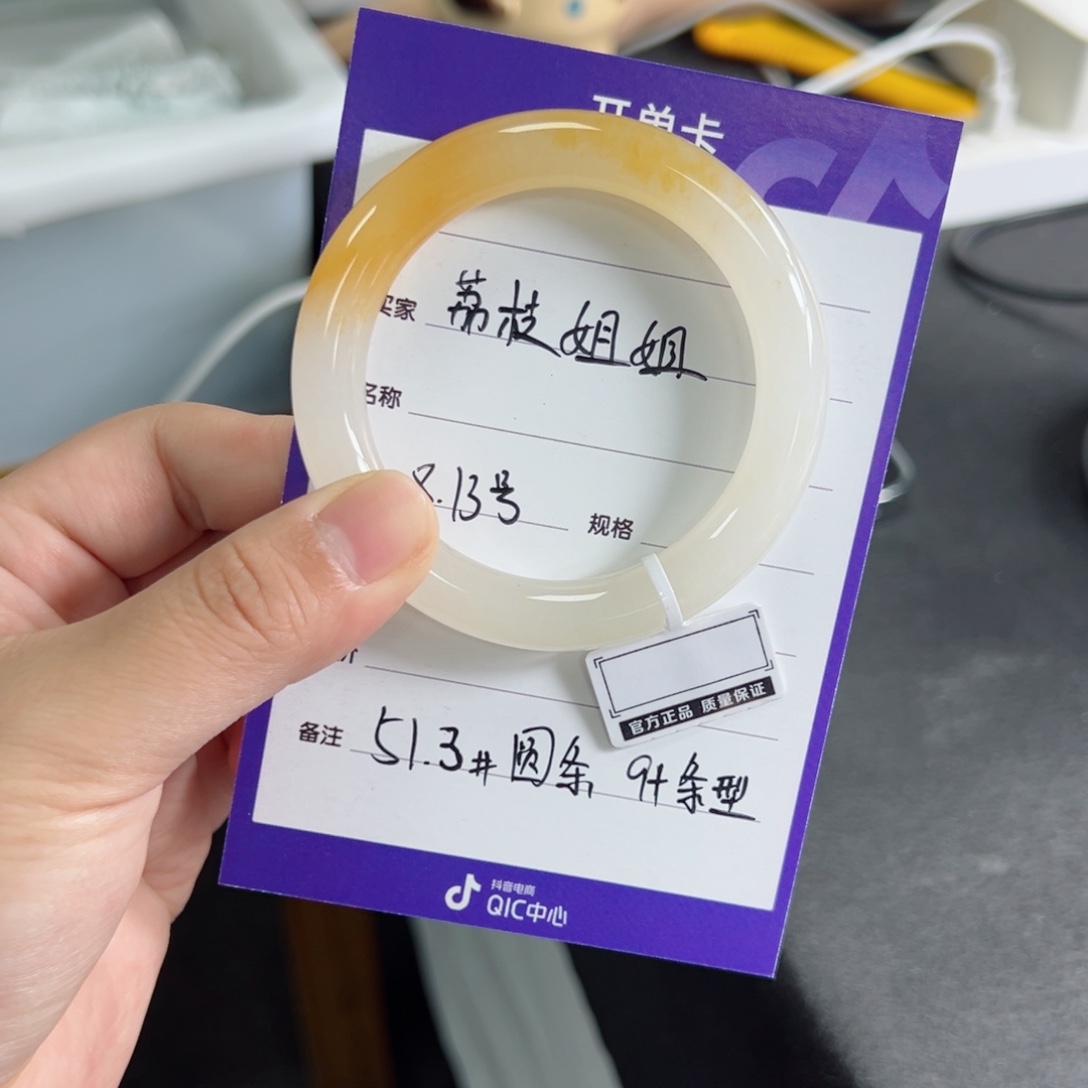 开单卡
买家 荔枝姐姐
名称
8.13号 规格
价
官方正品 质量保证
备注 51.3# 圆条 9+条型
抖音电商
QIC中心